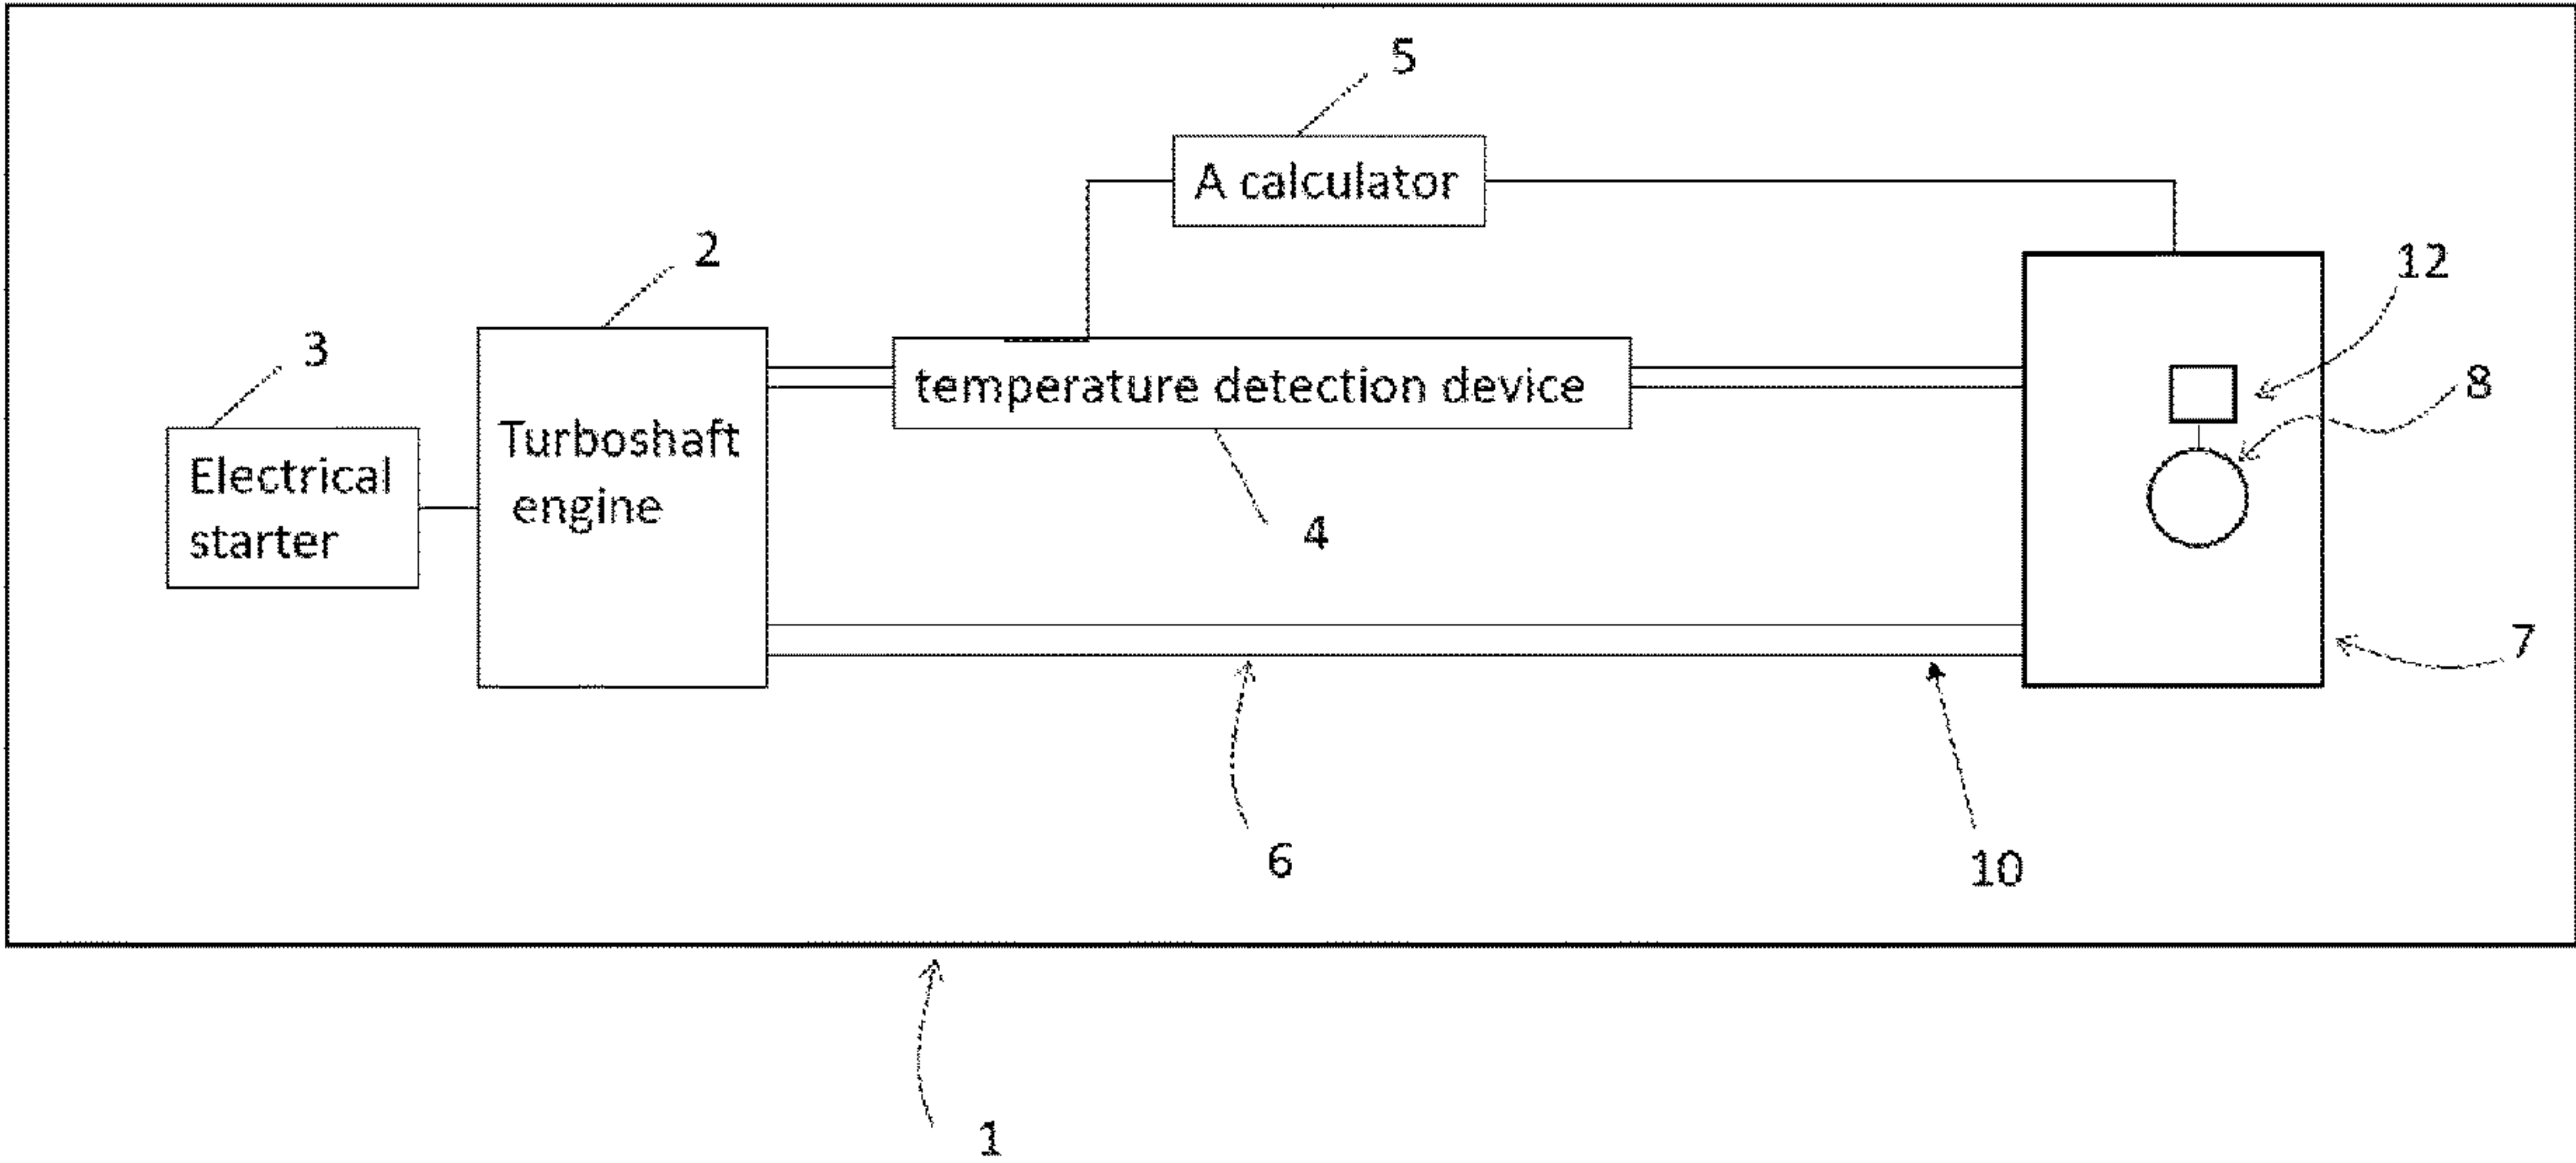 5
A calculator
2
12
3
temperature detection device
8
Turboshaft
engine
Electrical
starter
4
7
6
10
1